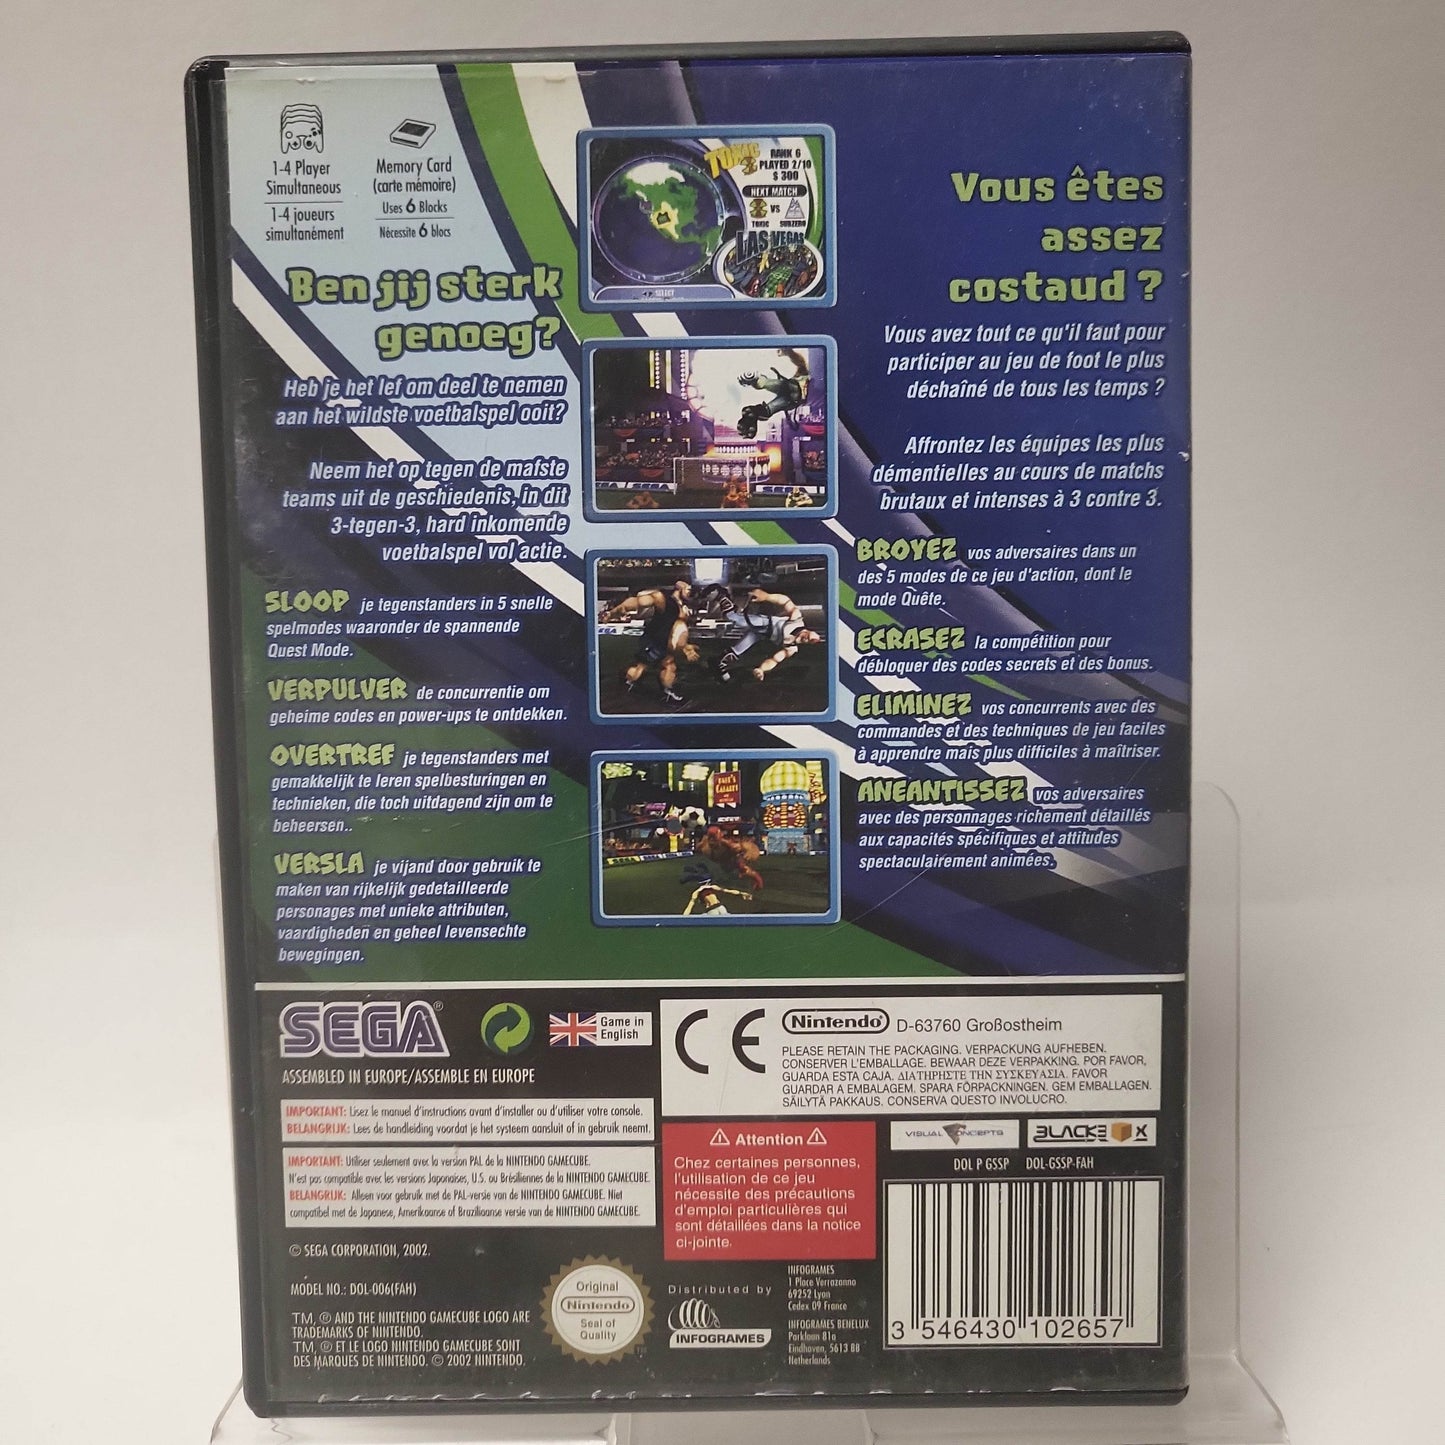 1-4 Player
Simultaneous
1-4 joueurs
simultanément
Memory Card
(carte mémoire)
Uses 6 Blocks
Nécessite 6 blocs
Ben jij sterk
genoeg?
Heb je het lef om deel te nemen
aan het wildste voetbalspel ooit?
Neem het op tegen de mafste
teams uit de geschiedenis, in dit
3-tegen-3, hard inkomende
voetbalspel vol actie.
SLOOP je tegenstanders in 5 snelle
spelmodes waaronder de spannende
Quest Mode.
VERPULVER de concurrentie om
geheime codes en power-ups te ontdekken.
OVERTREF je tegenstanders met
gemakkelijk te leren spelbesturingen en
technieken, die toch uitdagend zijn om te
beheersen..
VERSLA je vijand door gebruik te
maken van rijkelijk gedetailleerde
personages met unieke attributen,
vaardigheden en geheel levensechte
bewegingen.
TOXIC
RANK 6
PLAYED 2/10
$ 300
NEXT MATCH
VS
TOXIC SUBZERO
LAS VEGAS
SELECT
SEGA
SEGA
Vous êtes
assez
costaud ?
Vous avez tout ce qu'il faut pour
participer au jeu de foot le plus
déchaîné de tous les temps ?
Affrontez les équipes les plus
démentielles au cours de matchs
brutaux et intenses à 3 contre 3.
BROYEZ vos adversaires dans un
des 5 modes de ce jeu d'action, dont le
mode Quête.
ECRASEZ la compétition pour
débloquer des codes secrets et des bonus.
ELIMINEZ vos concurrents avec des
commandes et des techniques de jeu faciles
à apprendre mais plus difficiles à maîtriser.
ANEANTISSEZ vos adversaires
avec des personnages richement détaillés
aux capacités spécifiques et attitudes
spectaculairement animées.
SEGA®
Game in
English
ASSEMBLED IN EUROPE/ASSEMBLE EN EUROPE
IMPORTANT: Lisez le manuel d'instructions avant d'installer ou d'utiliser votre console.
BELANGRIJK: Lees de handleiding voordat je het systeem aansluit of in gebruik neemt.
IMPORTANT: Utiliser seulement avec la version PAL de la NINTENDO GAMECUBE.
N'est pas compatible avec les versions Japonaises, U.S. ou Brésiliennes de la NINTENDO GAMECUBE.
BELANGRIJK: Alleen voor gebruik met de PAL-versie van de NINTENDO GAMECUBE. Niet
compatibel met de Japanse, Amerikaanse of Braziliaanse versie van de NINTENDO GAMECUBE.
© SEGA CORPORATION, 2002.
MODEL NO.: DOL-006(FAH)
TM, ® AND THE NINTENDO GAMECUBE LOGO ARE
TRADEMARKS OF NINTENDO.
TM, ® ET LE LOGO NINTENDO GAMECUBE SONT
DES MARQUES DE NINTENDO. © 2002 NINTENDO.
Original
Nintendo
Seal of
Quality
TM
CE
Nintendo® D-63760 Großostheim
PLEASE RETAIN THE PACKAGING. VERPACKUNG AUFHEBEN.
CONSERVER L'EMBALLAGE. BEWAAR DEZE VERPAKKING. POR FAVOR,
GUARDA ESTA CAJA. ΔΙΑΤΗΡΗΣΤΕ ΤΗΝ ΣΥΣΚΕΥΑΣΙΑ. FAVOR
GUARDAR A EMBALAGEM. SPARA FÖRPACKNINGEN. GEM EMBALLAGEN.
SÄILYTÄ PAKKAUS. CONSERVA QUESTO INVOLUCRO.
Attention
Chez certaines personnes,
l'utilisation de ce jeu
nécessite des précautions
d'emploi particulières qui
sont détaillées dans la notice
ci-jointe.
VISUAL CONCEPTS
BLACK BOX
DOL P GSSP DOL-GSSP-FAH
Distributed by
INFOGRAMES
INFOGRAMES
1 Place Verrazanno
69252 Lyon
Cedex 09 France
INFOGRAMES BENELUX
Parklaan 81a
Eindhoven, 5613 BB
Netherlands
3 546430 102657